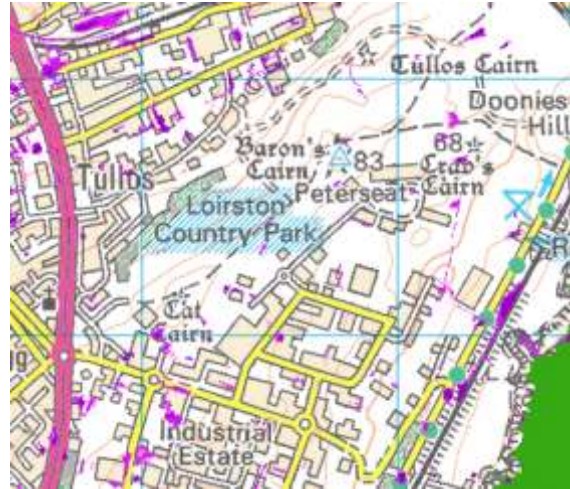 Tullos Cairn
Doonies
Hill
Baron's
Cairn
83
68
Crab's
Cairn
Tullos
Peterseat
Loirston
Country Park
Cat
Cairn
Industrial
Estate